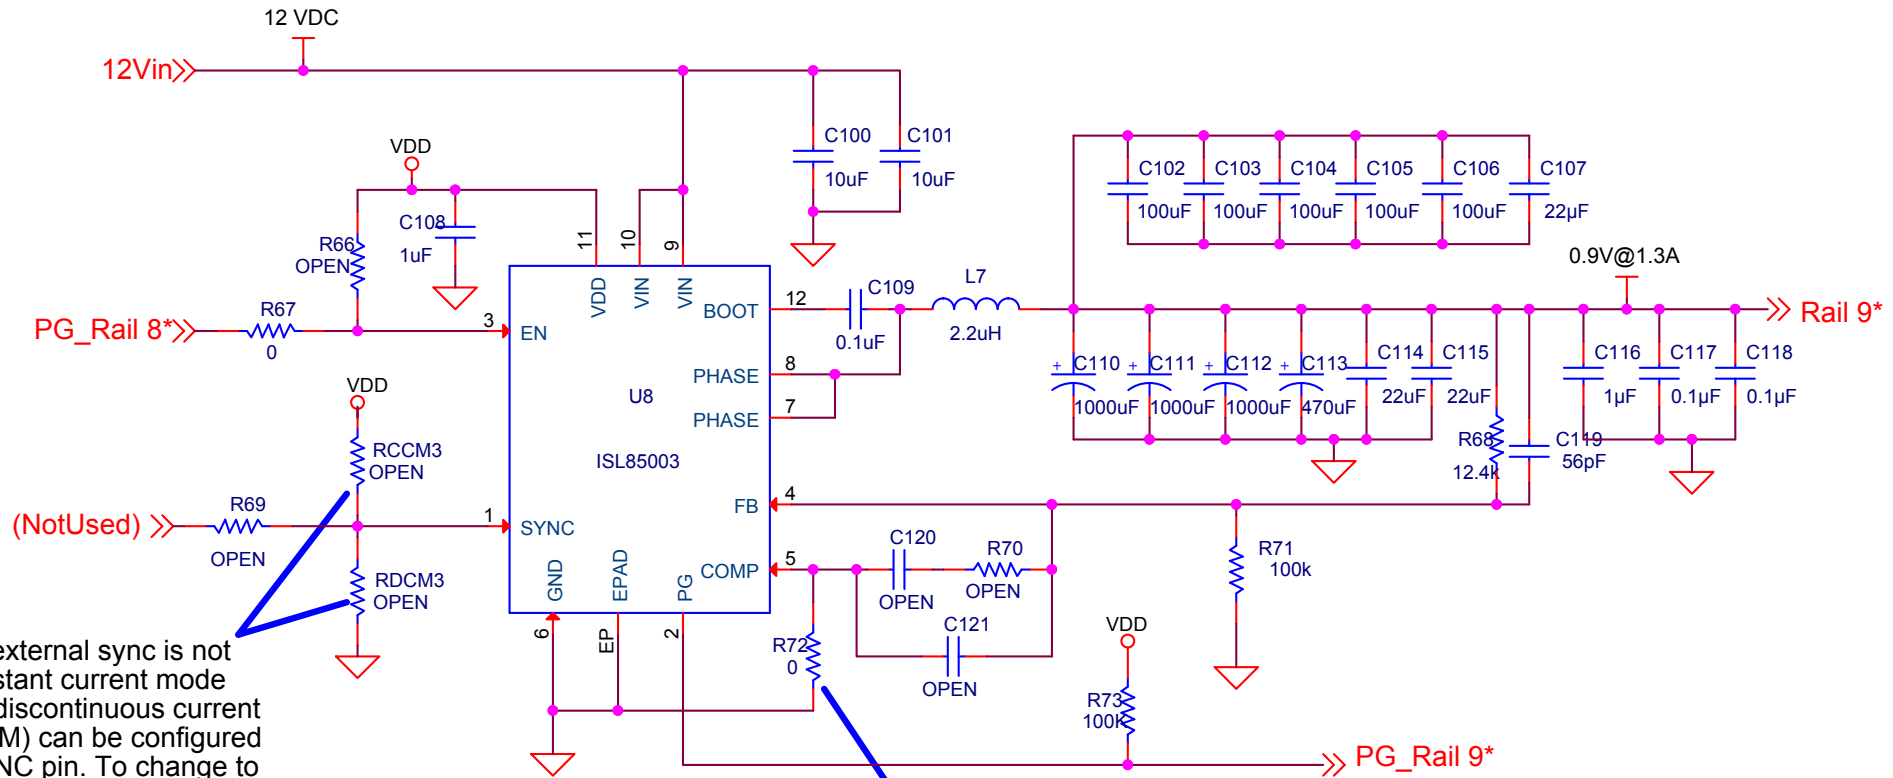 12 VDC
12Vin
VDD
C100
10uF
C101
10uF
C102
100uF
C103
100uF
C104
100uF
C105
100uF
C106
100uF
C107
22µF
R66
OPEN
C108
1uF
11
10
9
VDD
VIN
VIN
0.9V@1.3A
R67
0
PG_Rail 8*
3
EN
BOOT
12
C109
0.1uF
L7
2.2uH
Rail 9*
PHASE
8
PHASE
7
U8
ISL85003
+
C110
1000uF
+
C111
1000uF
+
C112
1000uF
+
C113
470uF
C114
22uF
C115
22uF
C116
1µF
C117
0.1µF
C118
0.1µF
VDD
RCCM3
OPEN
R68
12.4k
C119
56pF
R69
OPEN
(NotUsed)
1
SYNC
FB
4
RDCM3
OPEN
GND
EPAD
PG
COMP
5
C120
OPEN
R70
OPEN
R71
100k
6
EP
2
R72
0
C121
OPEN
VDD
R73
100K
PG_Rail 9*
external sync is not
stant current mode
discontinuous current
M) can be configured
NC pin. To change to